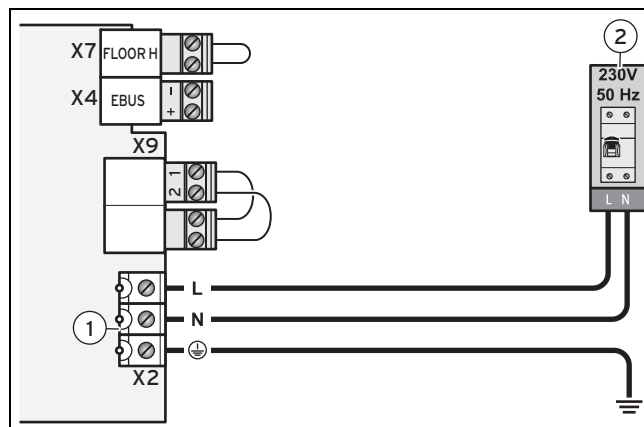 2
X7 FLOOR H
230V
50 Hz
X4 EBUS - +
X9
1
2
L N
L
N
1
X2